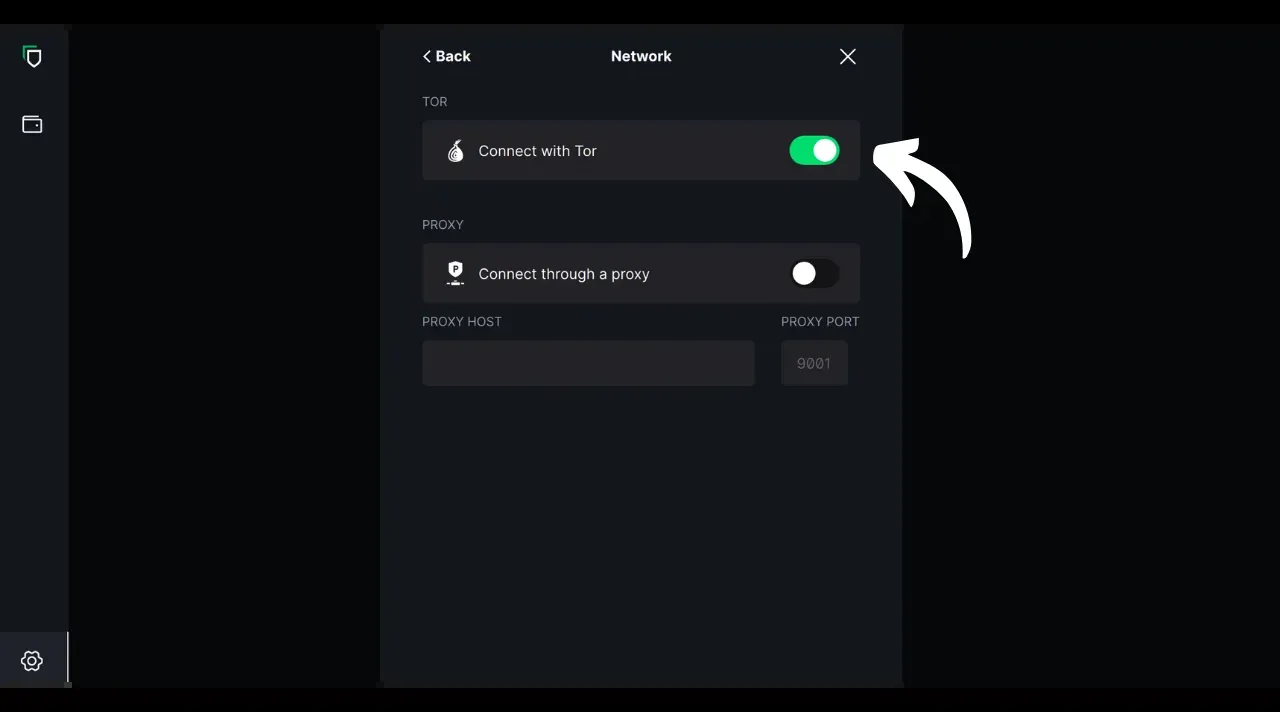 Back
Network
TOR
Connect with Tor
PROXY
P
Connect through a proxy
PROXY HOST
PROXY PORT
9001